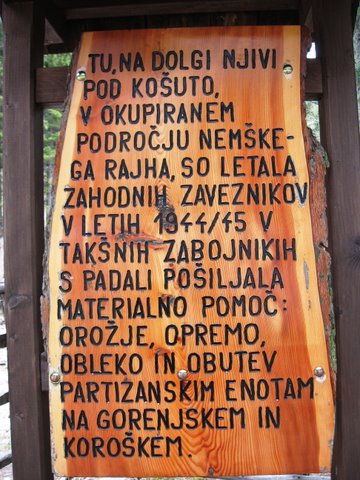 TU, NA DOLGI NJIVI
POD KOŠUTO,
V OKUPIRANEM
PODROČJU NEMŠKE-
GA RAJHA, SO LETALA
ZAHODNIH ZAVEZNIKOV
V LETIH 1944/45 V
TAKŠNIH ZABOJNIKIH
S PADALI POŠILJALA
MATERIALNO POMOČ:
OROŽJE, OPREMO,
OBLEKO IN OBUTEV
PARTIZANSKIM ENOTAM
NA GORENJSKEM IN
KOROŠKEM.